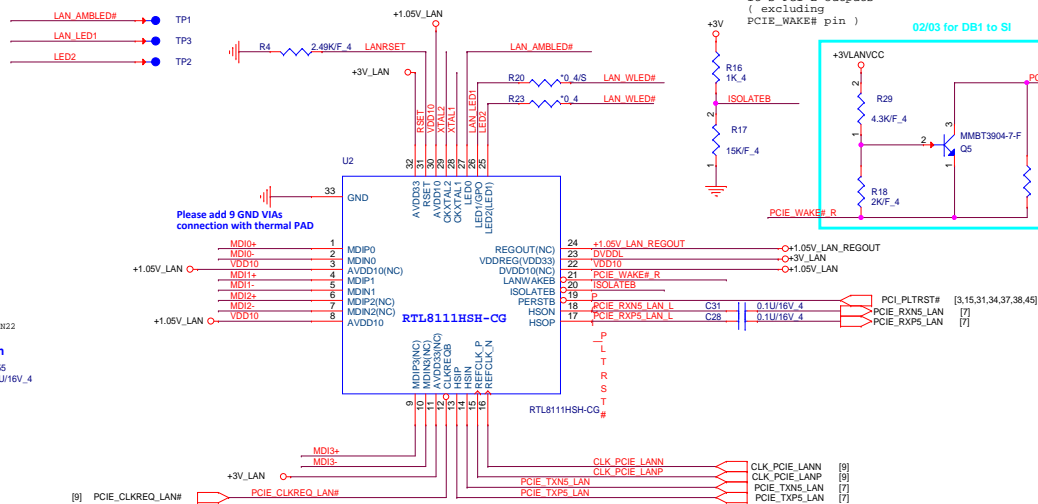 ( excluding
PCIE_WAKE# pin )
LAN_AMBLED# TP1
LAN_LED1 TP3
LED2 TP2
+1.05V_LAN
R4 2.49K/F_4 LANRSET
+3V_LAN
LAN_AMBLED#
R20 *0_4/S LAN_WLED#
R23 *0_4 LAN_WLED#
RSET
VDD10
XTAL2
XTAL1
LAN_LED1
LED2
+3V
R16
1K_4
ISOLATEB
2
R17
15K/F_4
1
02/03 for DB1 to SI
+3VLANVCC
2
R29
4.3K/F_4
1
2
3
MMBT3904-7-F
Q5
1
2
R18
2K/F_4
1
PCIE_WAKE#_R
U2
32 31 30 29 28 27 26 25
AVDD33
RSET
AVDD10
CKXTAL2
CKXTAL1
LED0
LED1/GPO
LED2(LED1)
33 GND
Please add 9 GND VIAs
connection with thermal PAD
MDI0+ 1 MDIP0
MDI0- 2 MDIN0
+1.05V_LAN VDD10 3 AVDD10(NC)
MDI1+ 4 MDIP1
MDI1- 5 MDIN1
MDI2+ 6 MDIP2(NC)
MDI2- 7 MDIN2(NC)
+1.05V_LAN VDD10 8 AVDD10
RTL8111HSH-CG
REGOUT(NC) 24 +1.05V_LAN_REGOUT +1.05V_LAN_REGOUT
VDDREG(VDD33) 23 DVDDL +3V_LAN
DVDD10(NC) 22 VDD10 +1.05V_LAN
LANWAKEB 21 PCIE_WAKE#_R
ISOLATEB 20 ISOLATEB
PERSTB 19 PCI_PLTRST# [3,15,31,34,37,38,45]
HSON 18 PCIE_RXN5_LAN_L C31 0.1U/16V_4 PCIE_RXN5_LAN [7]
HSOP 17 PCIE_RXP5_LAN_L C28 0.1U/16V_4 PCIE_RXP5_LAN [7]
P
_
P
L
T
R
S
T
#
RTL8111HSH-CG
MDIP3(NC)
MDIN3(NC)
AVDD33(NC)
CLKREQB
HSIP
HSIN
REFCLK_P
REFCLK_N
9 10 11 12 13 14 15 16
N22
U/16V_4
MDI3+
MDI3-
+3V_LAN
[9] PCIE_CLKREQ_LAN# PCIE_CLKREQ_LAN#
CLK_PCIE_LANN CLK_PCIE_LANN [9]
CLK_PCIE_LANP CLK_PCIE_LANP [9]
PCIE_TXN5_LAN PCIE_TXN5_LAN [7]
PCIE_TXP5_LAN PCIE_TXP5_LAN [7]